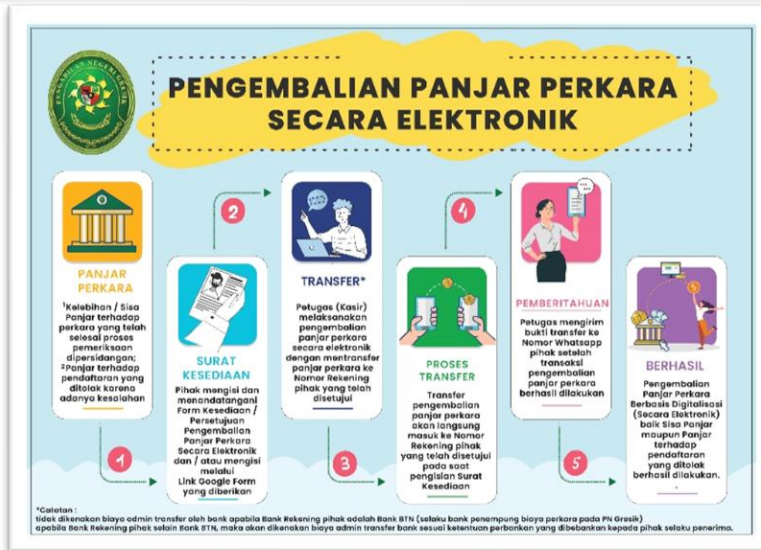 PENGADILAN NEGERI GRESIK
PENGEMBALIAN PANJAR PERKARA
SECARA ELEKTRONIK
PANJAR
PERKARA
¹Kelebihan / Sisa
Panjar terhadap
perkara yang telah
selesai proses
pemeriksaan
dipersidangan;
²Panjar terhadap
pendaftaran yang
ditolak karena
adanya kesalahan
1
SURAT
KESEDIAAN
Pihak mengisi dan
menandatangani
Form Kesediaan /
Persetujuan
Pengembalian
Panjar Perkara
Secara Elektronik
dan / atau mengisi
melalui
Link Google Form
yang diberikan
2
TRANSFER*
Petugas (Kasir)
melaksanakan
pengembalian
panjar perkara
secara elektronik
dengan mentransfer
panjar perkara ke
Nomor Rekening
pihak yang telah
disetujui
3
PROSES
TRANSFER
Transfer
pengembalian
panjar perkara
akan langsung
masuk ke Nomor
Rekening pihak
yang telah disetujui
pada saat
pengisian Surat
Kesediaan
4
PEMBERITAHUAN
Petugas mengirim
bukti transfer ke
Nomor Whatsapp
pihak setelah
transaksi
pengembalian
panjar perkara
berhasil dilakukan
5
BERHASIL
Pengembalian
Panjar Perkara
Berbasis Digitalisasi
(Secara Elektronik)
baik Sisa Panjar
maupun Panjar
terhadap
pendaftaran
yang ditolak
berhasil dilakukan.
.
*Catatan :
tidak dikenakan biaya admin transfer oleh bank apabila Bank Rekening pihak adalah Bank BTN (selaku bank penampung biaya perkara pada PN Gresik)
apabila Bank Rekening pihak selain Bank BTN, maka akan dikenakan biaya admin transfer bank sesuai ketentuan perbankan yang dibebankan kepada pihak selaku penerima.